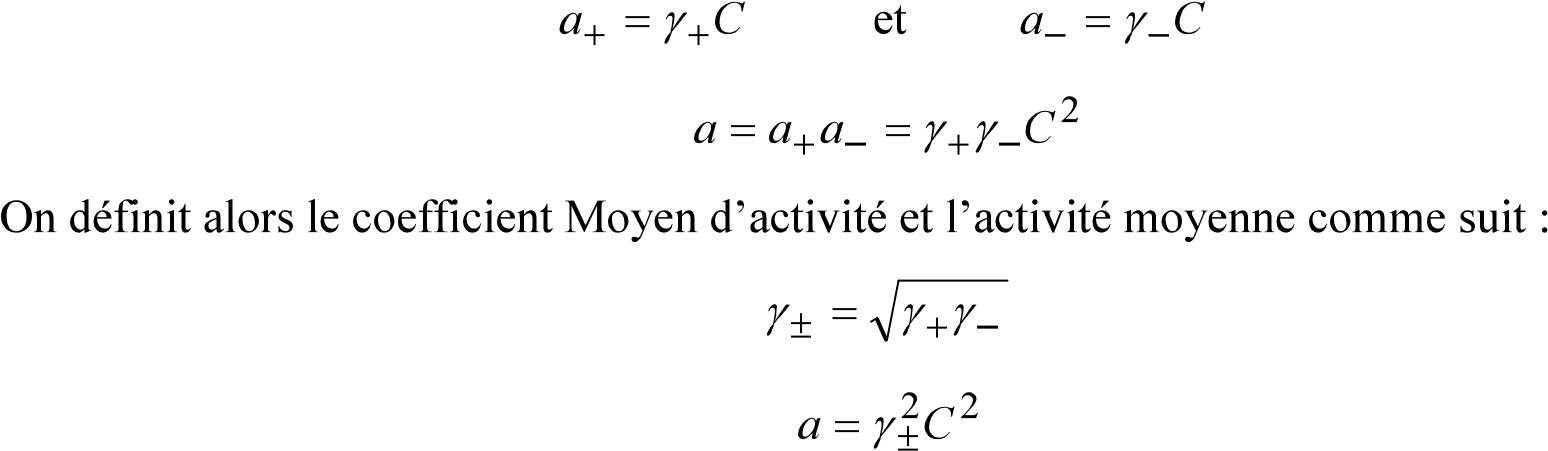 a₊ = γ₊C et a₋ = γ₋C
a = a₊a₋ = γ₊γ₋C²
On définit alors le coefficient Moyen d’activité et l’activité moyenne comme suit :
γ± = √γ₊γ₋
a = γ±²C²